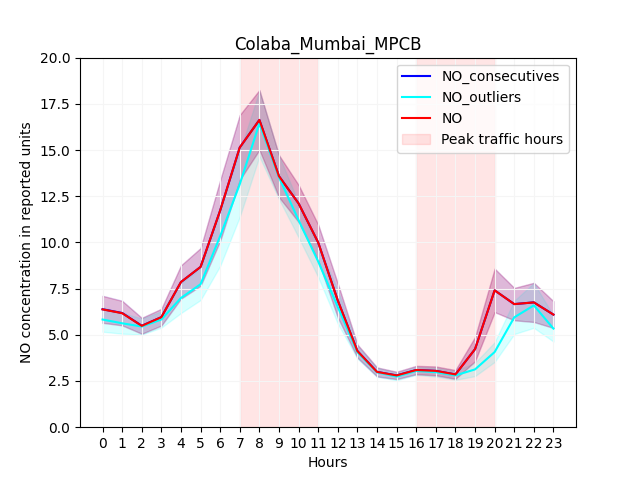 Colaba_Mumbai_MPCB
NO concentration in reported units
20.0
17.5
15.0
12.5
10.0
7.5
5.0
2.5
0.0
NO_consecutives
NO_outliers
NO
Peak traffic hours
0 1 2 3 4 5 6 7 8 9 10 11 12 13 14 15 16 17 18 19 20 21 22 23
Hours